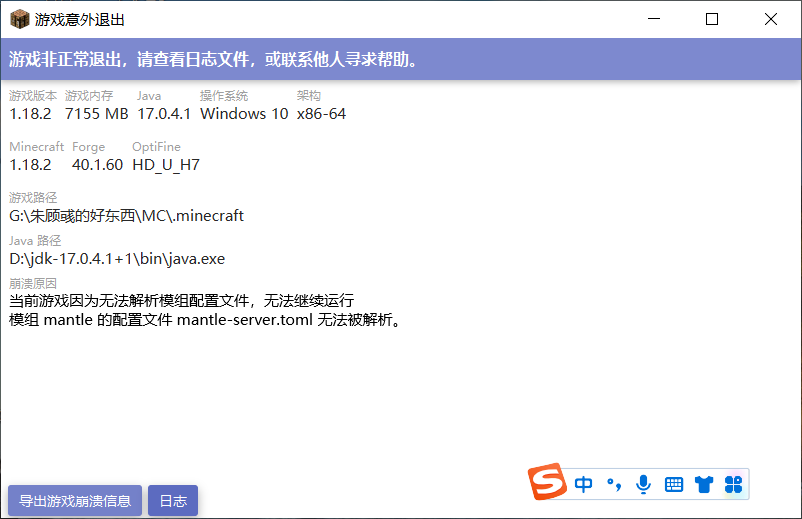 游戏意外退出
游戏非正常退出，请查看日志文件，或联系他人寻求帮助。
游戏版本 游戏内存 Java 操作系统 架构
1.18.2 7155 MB 17.0.4.1 Windows 10 x86-64
Minecraft Forge OptiFine
1.18.2 40.1.60 HD_U_H7
游戏路径
G:\朱顾彧的好东西\MC\.minecraft
Java 路径
D:\jdk-17.0.4.1+1\bin\java.exe
崩溃原因
当前游戏因为无法解析模组配置文件，无法继续运行
模组 mantle 的配置文件 mantle-server.toml 无法被解析。
S 中
导出游戏崩溃信息 日志